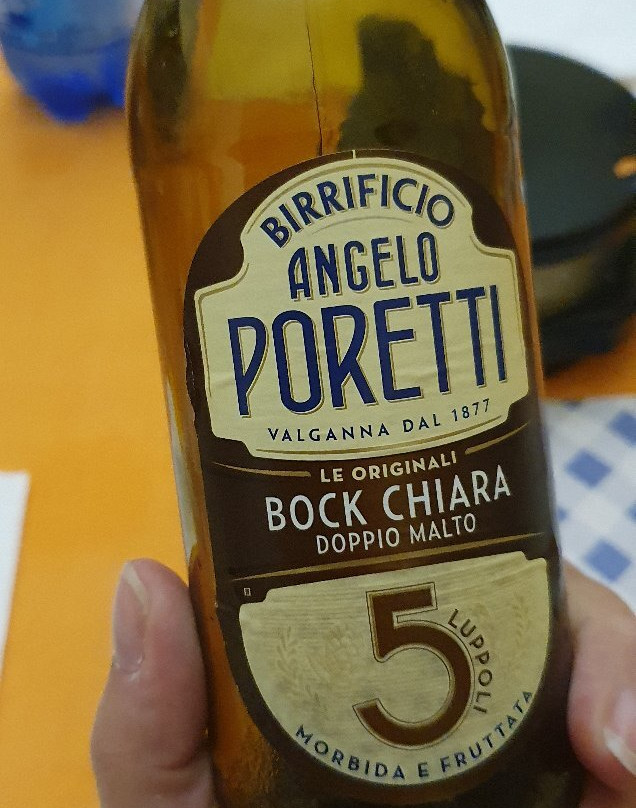 BIRRIFICIO
ANGELO
PORETTI
VALGANNA DAL 1877
LE ORIGINALI
BOCK CHIARA
DOPPIO MALTO
5
LUPPOLI
MORBIDA E FRUTTATA